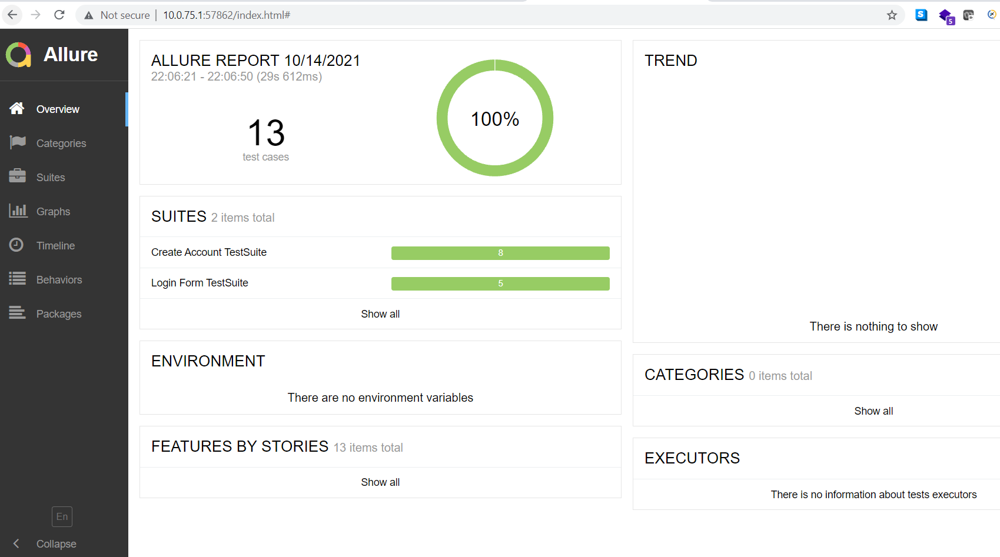 Not secure | 10.0.75.1:57862/index.html#
S
5
Allure
Overview
Categories
Suites
Graphs
Timeline
Behaviors
Packages
En
Collapse
ALLURE REPORT 10/14/2021
22:06:21 - 22:06:50 (29s 612ms)
13
test cases
100%
SUITES 2 items total
Create Account TestSuite 8
Login Form TestSuite 5
Show all
ENVIRONMENT
There are no environment variables
FEATURES BY STORIES 13 items total
Show all
TREND
There is nothing to show
CATEGORIES 0 items total
Show all
EXECUTORS
There is no information about tests executors